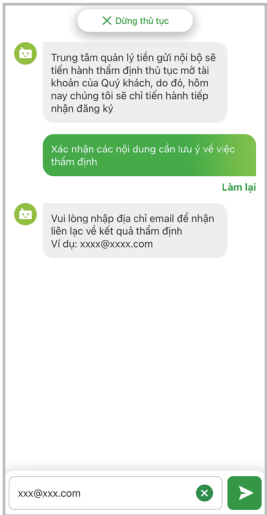 Dừng thủ tục
Trung tâm quản lý tiền gửi nội bộ sẽ
tiến hành thẩm định thủ tục mở tài
khoản của Quý khách, do đó, hôm
nay chúng tôi sẽ chỉ tiến hành tiếp
nhận đăng ký
Xác nhận các nội dung cần lưu ý về việc
thẩm định
Làm lại
Vui lòng nhập địa chỉ email để nhận
liên lạc về kết quả thẩm định
Ví dụ: xxxx@xxxx.com
xxx@xxx.com